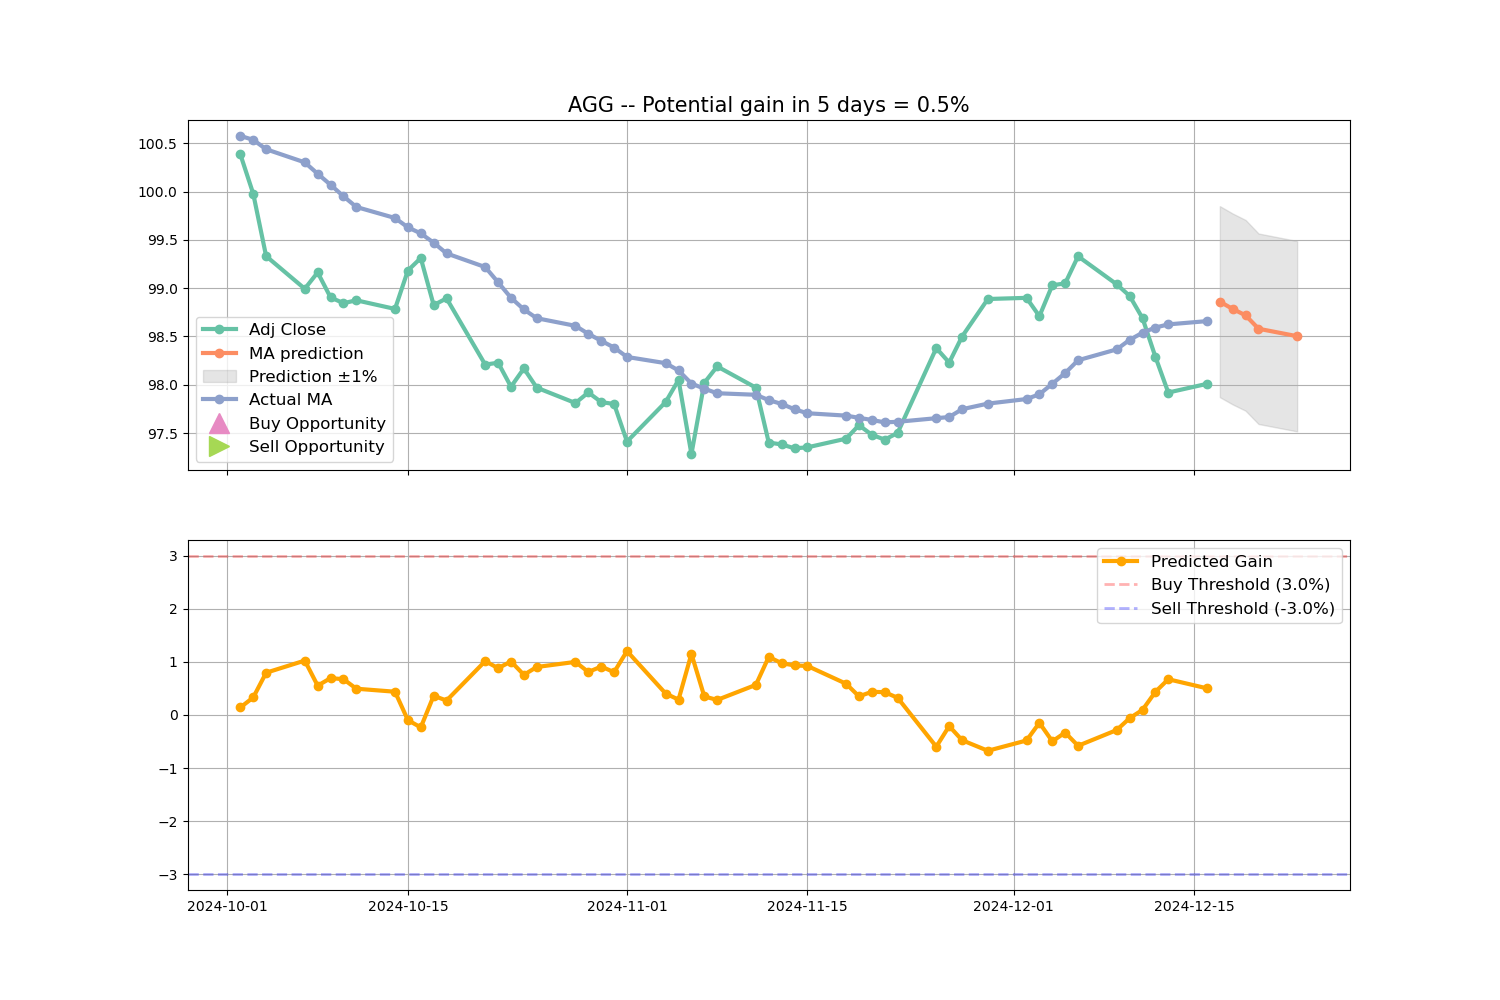 AGG -- Potential gain in 5 days = 0.5%
100.5
100.0
99.5
99.0
98.5
98.0
97.5
Adj Close
MA prediction
Prediction ±1%
Actual MA
Buy Opportunity
Sell Opportunity
3
2
1
0
−1
−2
−3
Predicted Gain
Buy Threshold (3.0%)
Sell Threshold (-3.0%)
2024-10-01
2024-10-15
2024-11-01
2024-11-15
2024-12-01
2024-12-15